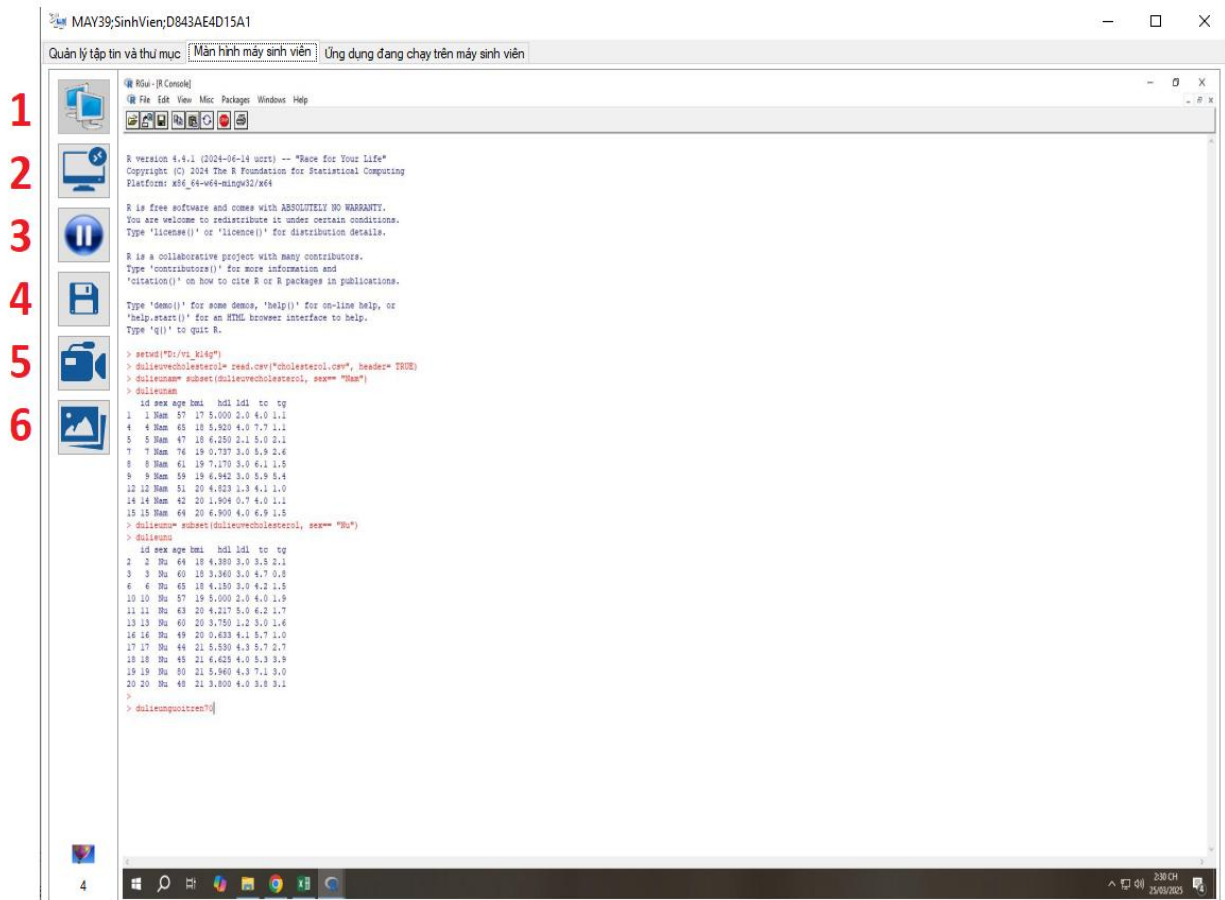 MAY39;SinhVien;D843AE4D15A1
Quản lý tập tin và thư mục Màn hình máy sinh viên Ứng dụng đang chạy trên máy sinh viên
1
2
3
4
5
6
RGui - [R Console]
File Edit View Misc Packages Windows Help
R version 4.4.1 (2024-06-14 ucrt) -- "Race for Your Life"
Copyright (C) 2024 The R Foundation for Statistical Computing
Platform: x86_64-w64-mingw32/x64
R is free software and comes with ABSOLUTELY NO WARRANTY.
You are welcome to redistribute it under certain conditions.
Type 'license()' or 'licence()' for distribution details.
R is a collaborative project with many contributors.
Type 'contributors()' for more information and
'citation()' on how to cite R or R packages in publications.
Type 'demo()' for some demos, 'help()' for on-line help, or
'help.start()' for an HTML browser interface to help.
Type 'q()' to quit R.
> setwd("D:/vi_ki4g")
> dulieuvecholesterol= read.csv("cholesterol.csv", header= TRUE)
> dulieunam= subset(dulieuvecholesterol, sex== "Nam")
> dulieunam
id sex age bmi hdl ldl tc tg
1 1 Nam 57 17 5.000 2.0 4.0 1.1
4 4 Nam 65 18 5.920 4.0 7.7 1.1
5 5 Nam 47 18 6.250 2.1 5.0 2.1
7 7 Nam 76 19 0.737 3.0 5.9 2.6
8 8 Nam 61 19 7.170 3.0 6.1 1.5
9 9 Nam 59 19 6.942 3.0 5.9 5.4
12 12 Nam 51 20 4.823 1.3 4.1 1.0
14 14 Nam 42 20 1.904 0.7 4.0 1.1
15 15 Nam 64 20 6.900 4.0 6.9 1.5
> dulieunu= subset(dulieuvecholesterol, sex== "Nu")
> dulieunu
id sex age bmi hdl ldl tc tg
2 2 Nu 64 18 4.380 3.0 3.5 2.1
3 3 Nu 60 18 3.360 3.0 4.7 0.8
6 6 Nu 65 18 4.150 3.0 4.2 1.5
10 10 Nu 57 19 5.000 2.0 4.0 1.9
11 11 Nu 63 20 4.217 5.0 6.2 1.7
13 13 Nu 60 20 3.750 1.2 3.0 1.6
16 16 Nu 49 20 0.633 4.1 5.7 1.0
17 17 Nu 44 21 5.530 4.3 5.7 2.7
18 18 Nu 45 21 6.625 4.0 5.3 3.9
19 19 Nu 80 21 5.960 4.3 7.1 3.0
20 20 Nu 48 21 3.800 4.0 3.8 3.1
>
> dulieunguoitren70
4
2:30 CH
25/03/2025